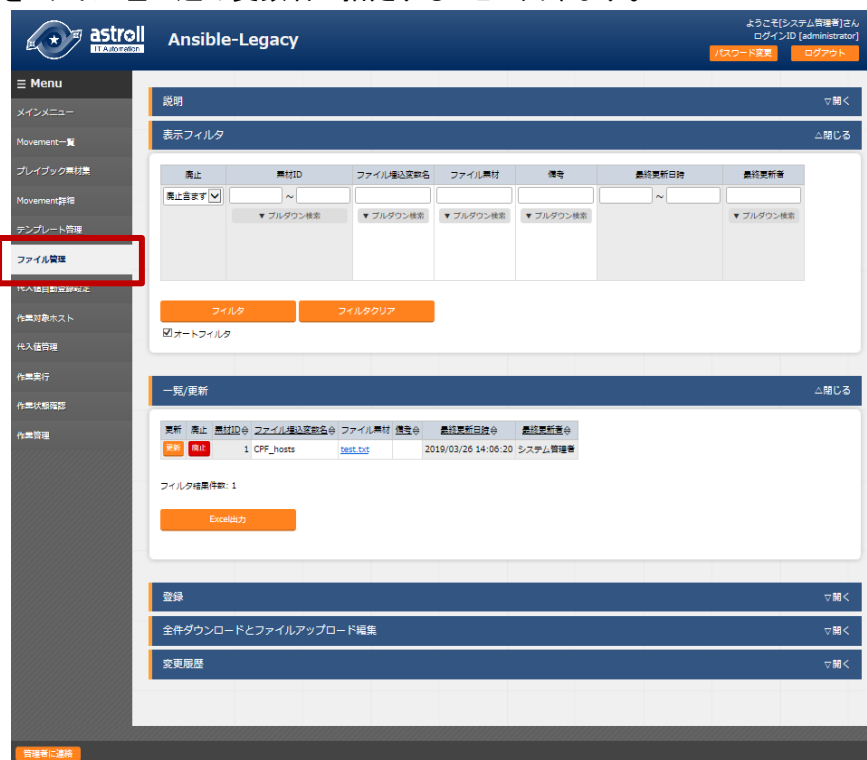 astroll
IT Automation
Ansible-Legacy
ようこそ[システム管理者]さん
ログインID [administrator]
パスワード変更 ログアウト
☰ Menu
メインメニュー
Movement一覧
プレイブック素材集
Movement詳細
テンプレート管理
ファイル管理
代入値自動登録設定
作業対象ホスト
代入値管理
作業実行
作業状態確認
作業管理
説明 ▽開く
表示フィルタ △閉じる
廃止 素材ID ファイル埋込変数名 ファイル素材 備考 最終更新日時 最終更新者
廃止含まず ～ ～
▼ プルダウン検索 ▼ プルダウン検索 ▼ プルダウン検索 ▼ プルダウン検索 ▼ プルダウン検索
フィルタ フィルタクリア
オートフィルタ
一覧/更新 △閉じる
更新 廃止 素材ID ファイル埋込変数名 ファイル素材 備考 最終更新日時 最終更新者
更新 廃止 1 CPF_hosts test.txt 2019/03/26 14:06:20 システム管理者
フィルタ結果件数: 1
Excel出力
登録 ▽開く
全件ダウンロードとファイルアップロード編集 ▽開く
変更履歴 ▽開く
管理者に連絡